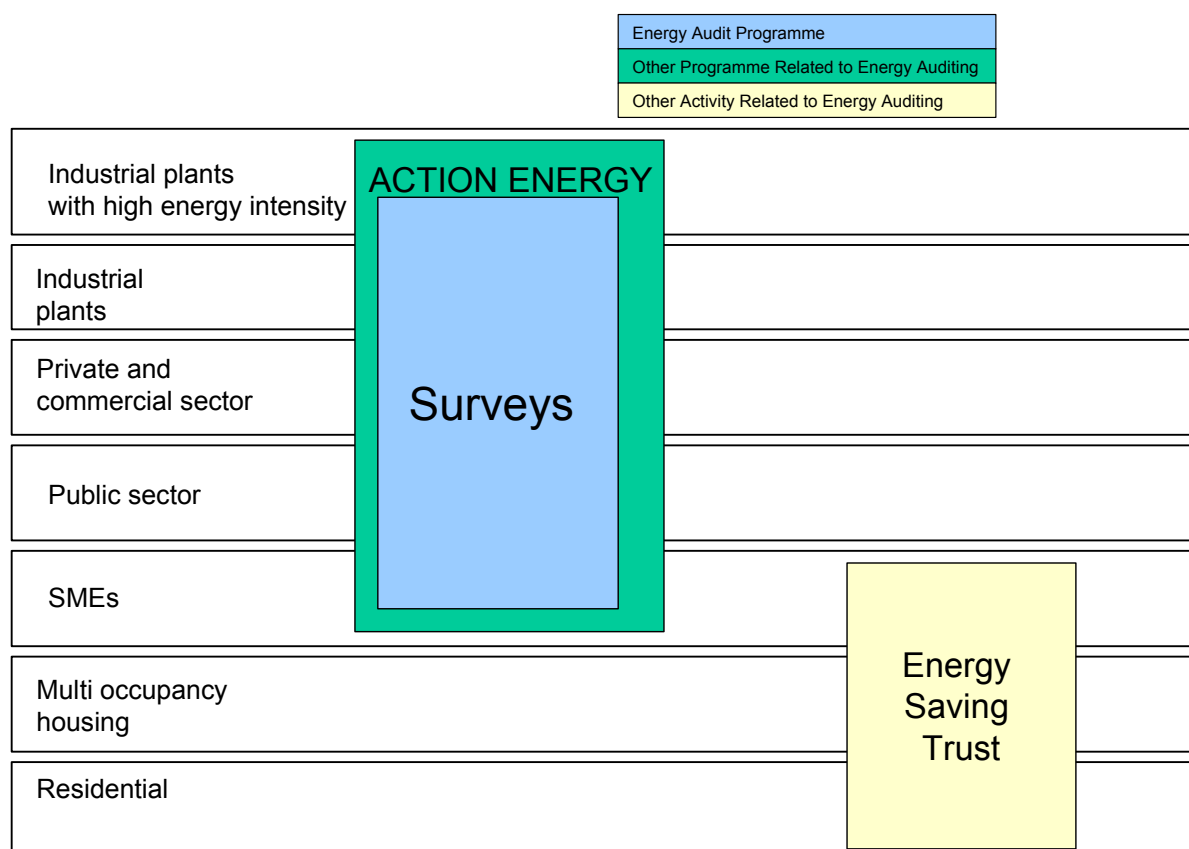 Energy Audit Programme
Other Programme Related to Energy Auditing
Other Activity Related to Energy Auditing
Industrial plants
with high energy intensity
ACTION ENERGY
Industrial
plants
Private and
commercial sector
Surveys
Public sector
SMEs
Multi occupancy
housing
Energy
Saving
Trust
Residential